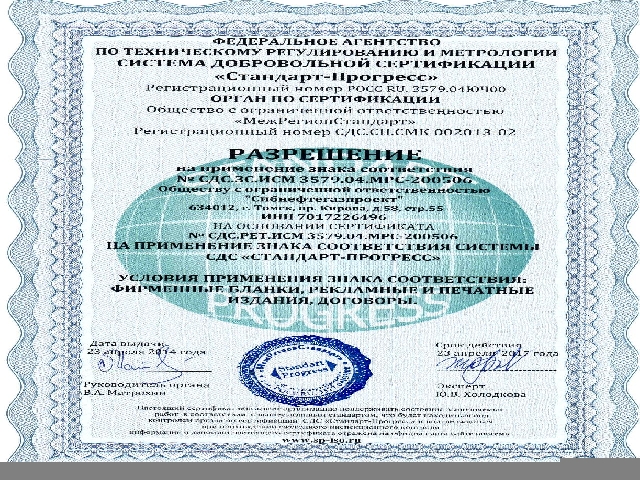 ФЕДЕРАЛЬНОЕ АГЕНТСТВО
ПО ТЕХНИЧЕСКОМУ РЕГУЛИРОВАНИЮ И МЕТРОЛОГИИ
СИСТЕМА ДОБРОВОЛЬНОЙ СЕРТИФИКАЦИИ
«Стандарт-Прогресс»
Регистрационный номер РОСС RU. 3579.04ЮЧ00
ОРГАН ПО СЕРТИФИКАЦИИ
Общество с ограниченной ответственностью
«МежРегионСтандарт»
Регистрационный номер СДС.СП.СМК 002013-02
РАЗРЕШЕНИЕ
на применение знака соответствия
№ СДС.ЗС.ИСМ 3579.04.МРС-200506
Обществу с ограниченной ответственностью
"Сибнефтегазпроект"
634012, г. Томск, пр. Кирова, д.58, стр.55
ИНН 7017226496
НА ОСНОВАНИИ СЕРТИФИКАТА
№ СДС.РЕТ.ИСМ 3579.04.МРС-200506
НА ПРИМЕНЕНИЕ ЗНАКА СООТВЕТСТВИЯ СИСТЕМЫ
СДС «СТАНДАРТ-ПРОГРЕСС»
УСЛОВИЯ ПРИМЕНЕНИЯ ЗНАКА СООТВЕТСТВИЯ:
ФИРМЕННЫЕ БЛАНКИ, РЕКЛАМНЫЕ И ПЕЧАТНЫЕ
ИЗДАНИЯ, ДОГОВОРЫ.
PROGRESS
Дата выдачи
23 апреля 2014 года
Срок действия
23 апреля 2017 года
Standart
Progress
Руководитель органа
В.А. Матрохин
Эксперт
Ю.В. Холодкова
www.sp-iso.ru